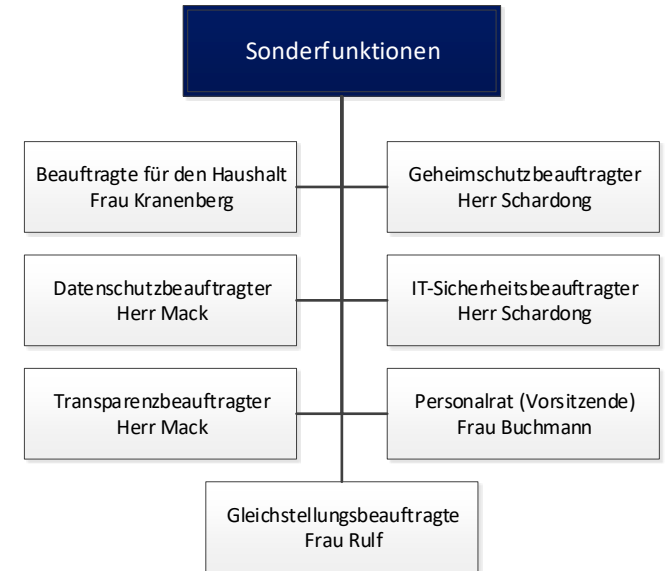 Sonderfunktionen
Beauftragte für den Haushalt
Frau Kranenberg
Geheimschutzbeauftragter
Herr Schardong
Datenschutzbeauftragter
Herr Mack
IT-Sicherheitsbeauftragter
Herr Schardong
Transparenzbeauftragter
Herr Mack
Personalrat (Vorsitzende)
Frau Buchmann
Gleichstellungsbeauftragte
Frau Rulf